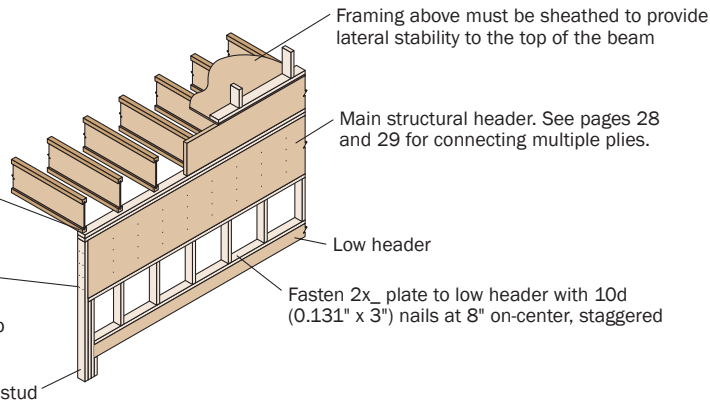 Framing above must be sheathed to provide
lateral stability to the top of the beam
Main structural header. See pages 28
and 29 for connecting multiple plies.
Low header
Fasten 2x_ plate to low header with 10d
(0.131" x 3") nails at 8" on-center, staggered
stud